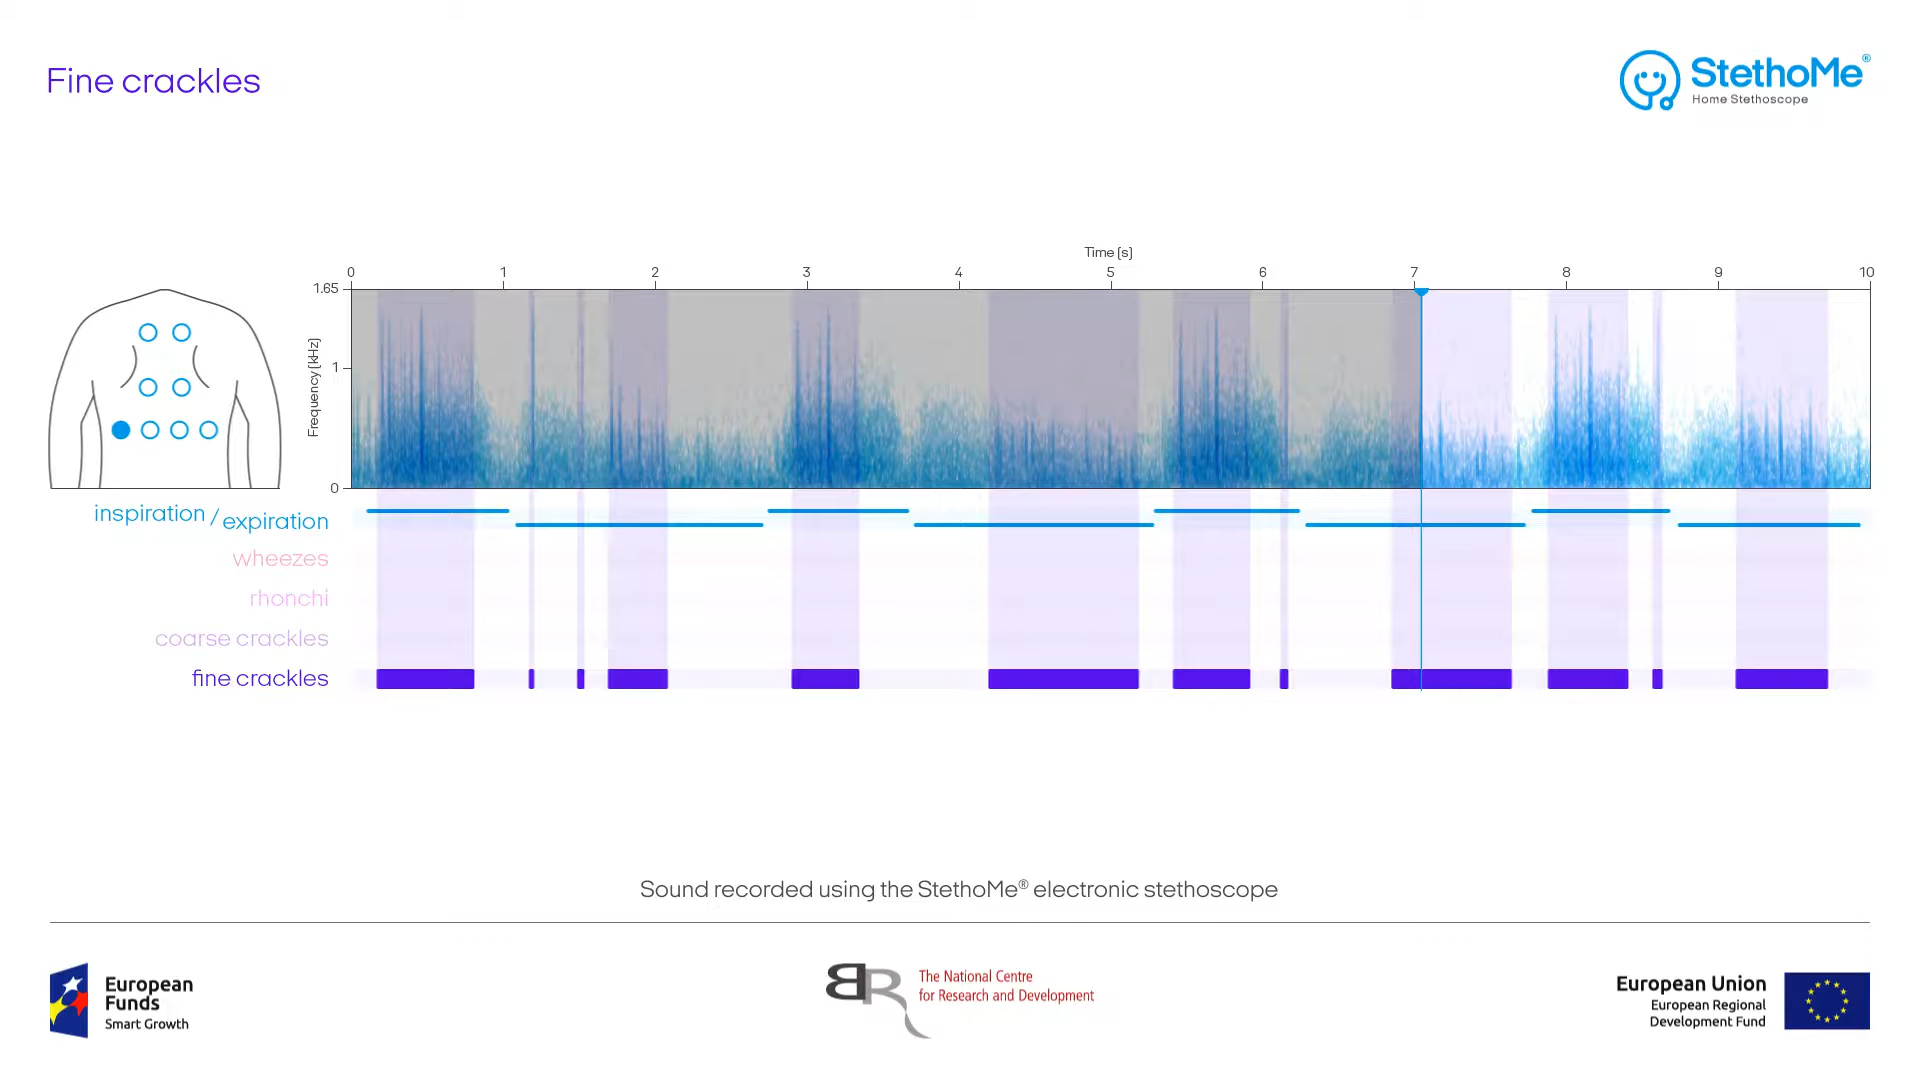 Fine crackles
StethoMe®
Home Stethoscope
Time [s]
0 1 2 3 4 5 6 7 8 9 10
1.65
1
0
Frequency [kHz]
inspiration / expiration
wheezes
rhonchi
coarse crackles
fine crackles
Sound recorded using the StethoMe® electronic stethoscope
European
Funds
Smart Growth
The National Centre
for Research and Development
European Union
European Regional
Development Fund